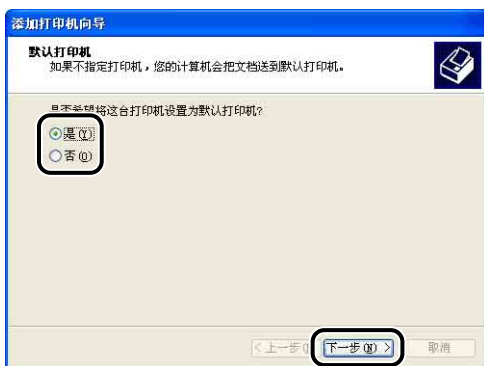 添加打印机向导
默认打印机
如果不指定打印机，您的计算机会把文档送到默认打印机。
是否希望将这台打印机设置为默认打印机?
是(Y)
否(O)
<上一步 下一步(N) > 取消